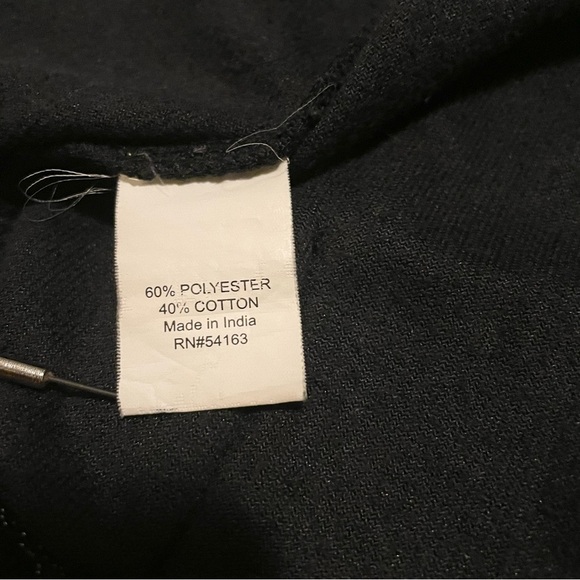 60% POLYESTER
40% COTTON
Made in India
RN#54163